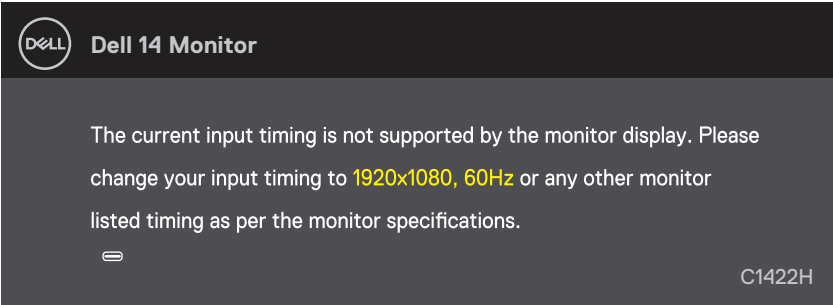 DELL
Dell 14 Monitor
The current input timing is not supported by the monitor display. Please
change your input timing to 1920x1080, 60Hz or any other monitor
listed timing as per the monitor specifications.
C1422H